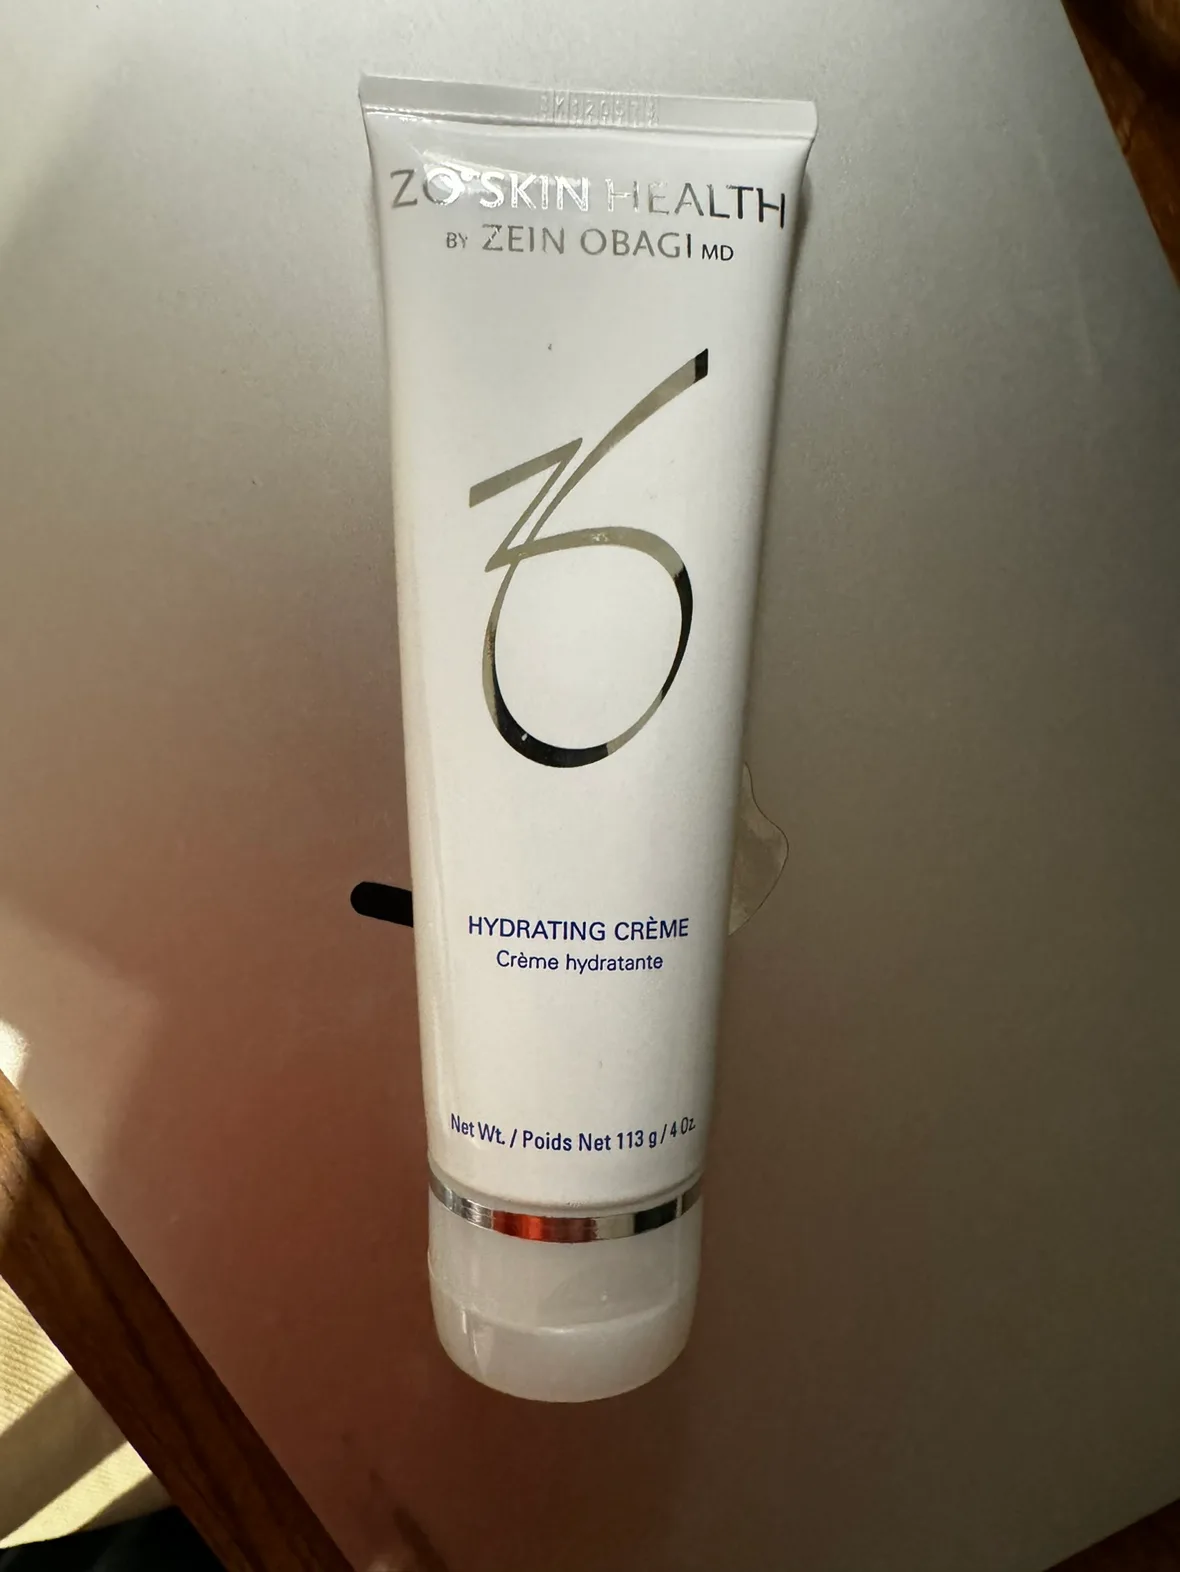 ZO® SKIN HEALTH
BY ZEIN OBAGI MD
HYDRATING CRÈME
Crème hydratante
Net Wt. / Poids Net 113 g / 4 Oz.